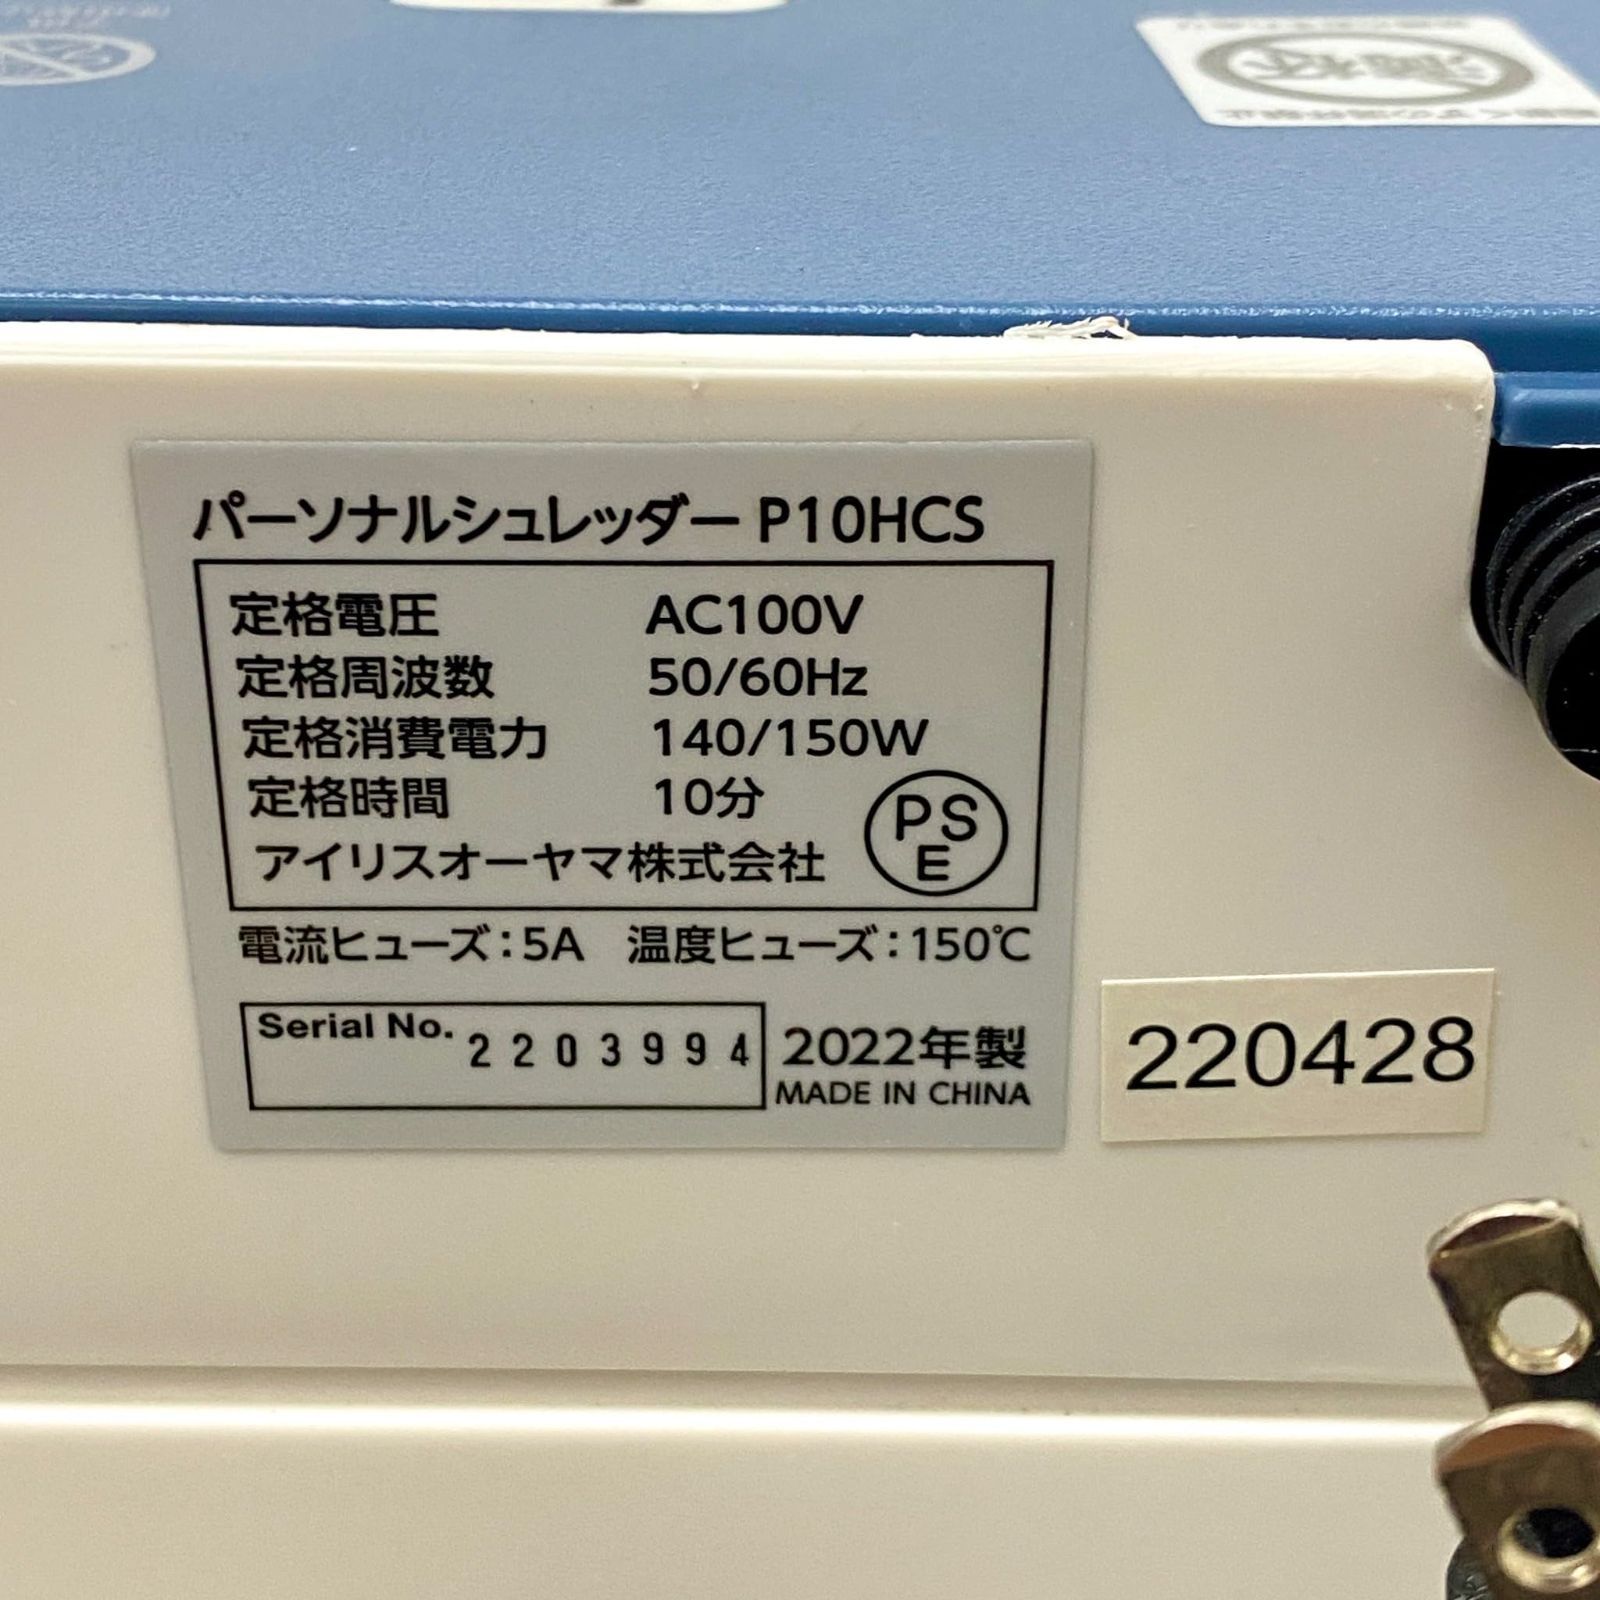 満杯
パーソナルシュレッダー P10HCS
定格電圧 AC100V
定格周波数 50/60Hz
定格消費電力 140/150W
定格時間 10分
アイリスオーヤマ株式会社
PS
E
電流ヒューズ：5A 温度ヒューズ：150℃
Serial No. 2203994
2022年製
MADE IN CHINA
220428